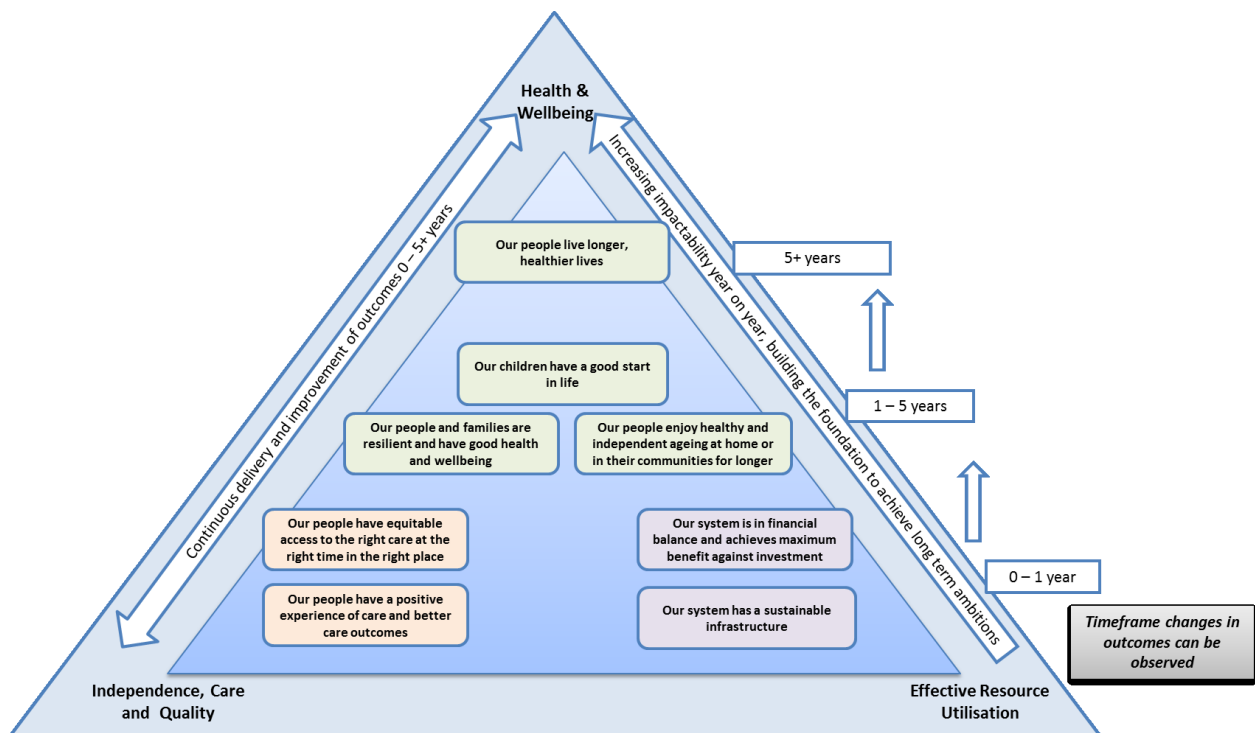 Health &
Wellbeing
Continuous delivery and improvement of outcomes 0 – 5+ years
Increasing impactability year on year, building the foundation to achieve long term ambitions
Our people live longer,
healthier lives
5+ years
Our children have a good start
in life
1 – 5 years
Our people and families are
resilient and have good health
and wellbeing
Our people enjoy healthy and
independent ageing at home or
in their communities for longer
Our people have equitable
access to the right care at the
right time in the right place
Our system is in financial
balance and achieves maximum
benefit against investment
0 – 1 year
Our people have a positive
experience of care and better
care outcomes
Our system has a sustainable
infrastructure
Timeframe changes in
outcomes can be
observed
Independence, Care
and Quality
Effective Resource
Utilisation